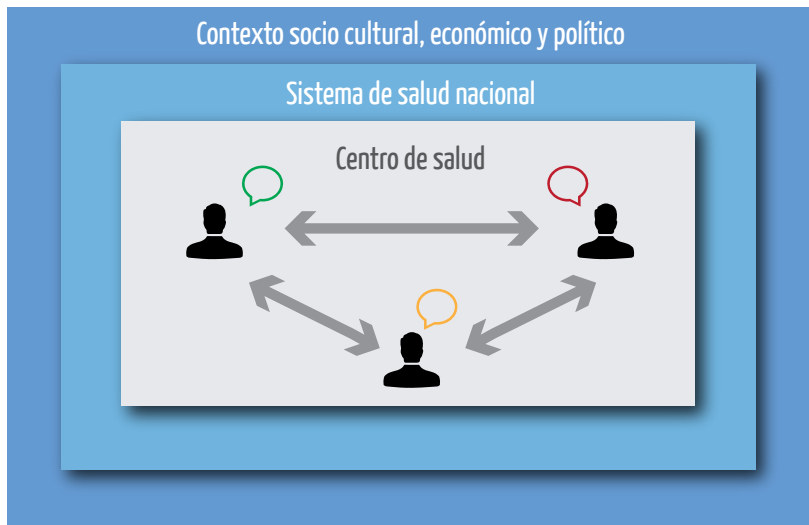 Contexto socio cultural, económico y político
Sistema de salud nacional
Centro de salud